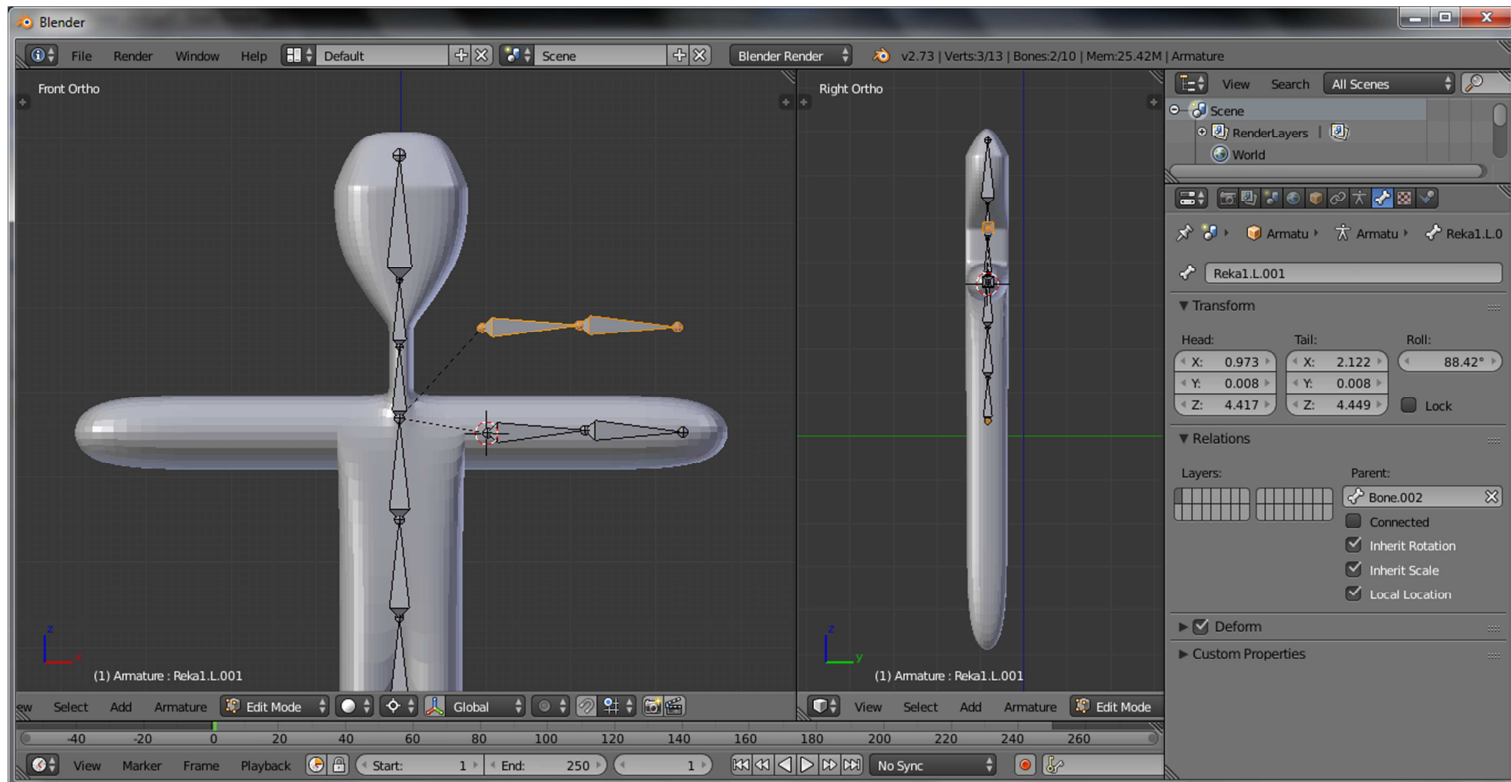 Blender
File Render Window Help Default Scene Blender Render v2.73 | Verts:3/13 | Bones:2/10 | Mem:25.42M | Armature
Front Ortho
Right Ortho
View Search All Scenes
Scene
RenderLayers |
World
Armatu Armatu Reka1.L.0
Reka1.L.001
Transform
Head: Tail: Roll:
X: 0.973 X: 2.122 88.42°
Y: 0.008 Y: 0.008
Z: 4.417 Z: 4.449 Lock
Relations
Layers: Parent:
Bone.002
Connected
Inherit Rotation
Inherit Scale
Local Location
Deform
Custom Properties
z
x
z
y
(1) Armature : Reka1.L.001
(1) Armature : Reka1.L.001
ew Select Add Armature Edit Mode Global
View Select Add Armature Edit Mode
-40 -20 0 20 40 60 80 100 120 140 160 180 200 220 240 260
View Marker Frame Playback Start: 1 End: 250 1 No Sync